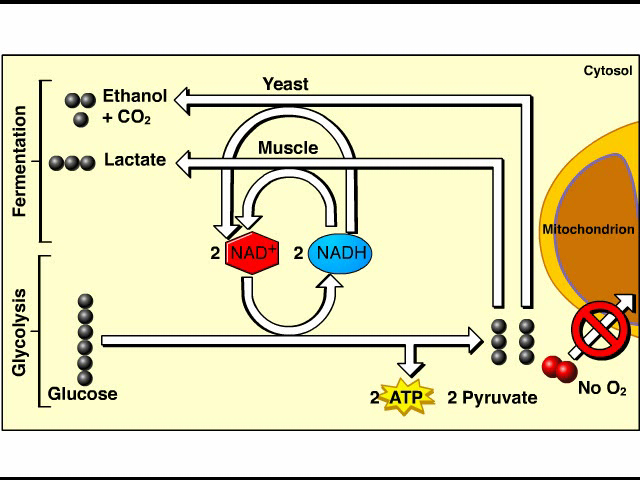 Cytosol
Yeast
Ethanol
+ CO₂
Muscle
Lactate
Fermentation
Mitochondrion
2 NAD⁺ 2 NADH
Glycolysis
Glucose
2 ATP
2 Pyruvate
No O₂